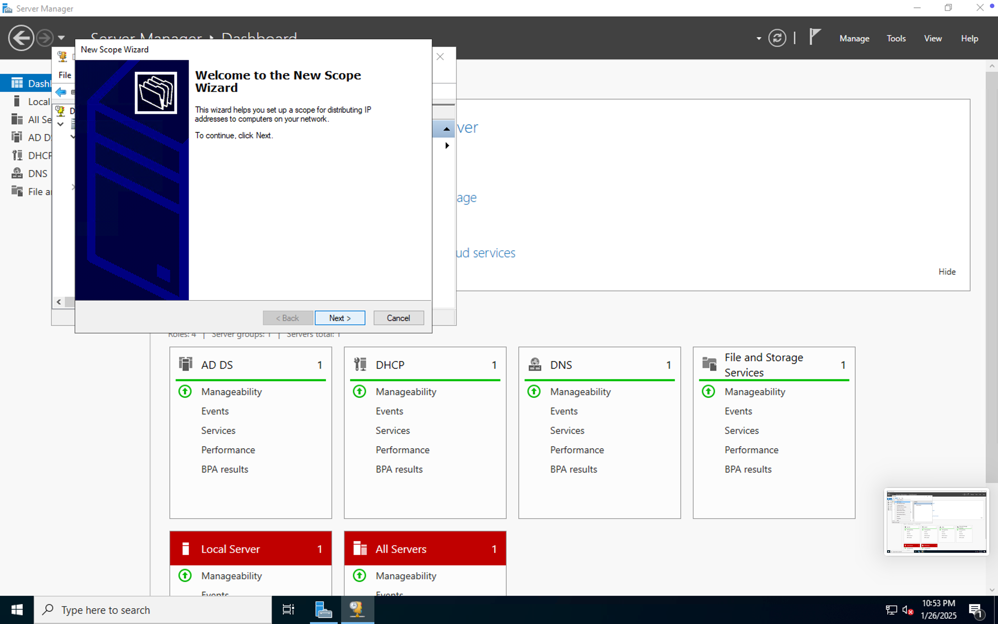 Server Manager
Server Manager • Dashboard
Manage
Tools
View
Help
New Scope Wizard
Welcome to the New Scope
Wizard
This wizard helps you set up a scope for distributing IP
addresses to computers on your network.
To continue, click Next.
< Back
Next >
Cancel
File
D
Dash
Local
All Se
AD D
DHCP
DNS
File an
ver
age
ud services
Hide
Roles: 4 | Server groups: 1 | Servers total: 1
AD DS 1
Manageability
Events
Services
Performance
BPA results
DHCP 1
Manageability
Events
Services
Performance
BPA results
DNS 1
Manageability
Events
Services
Performance
BPA results
File and Storage
Services 1
Manageability
Events
Services
Performance
BPA results
Local Server 1
Manageability
Events
All Servers 1
Manageability
Events
Type here to search
10:53 PM
1/26/2025
1